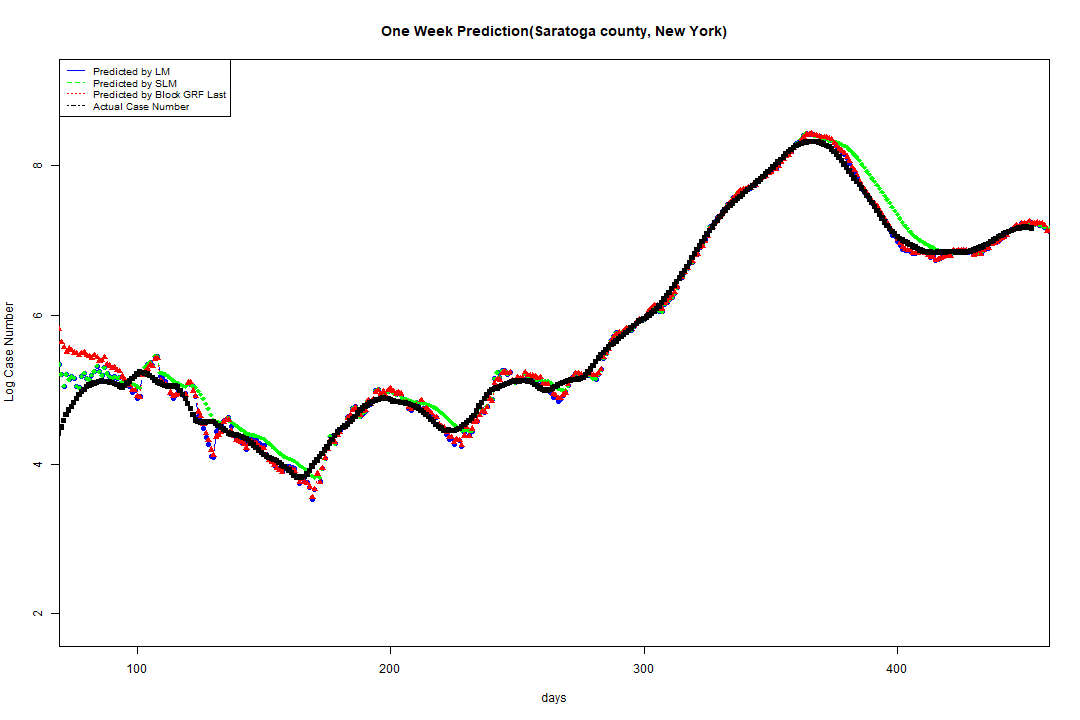 One Week Prediction(Saratoga county, New York)
Predicted by LM
Predicted by SLM
Predicted by Block GRF Last
Actual Case Number
8
6
4
2
Log Case Number
100
200
300
400
days